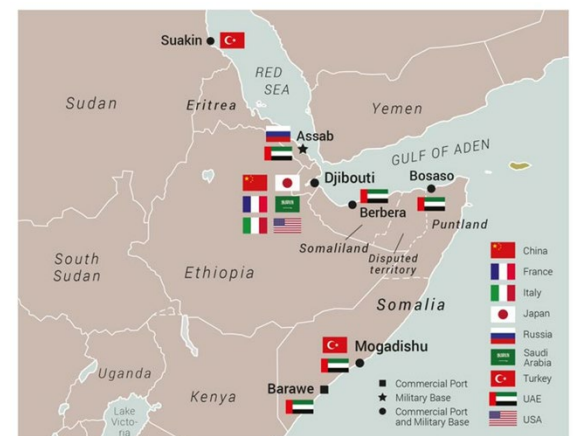 Suakin
RED
SEA
Sudan
Eritrea
Yemen
Assab
GULF OF ADEN
Djibouti
Bosaso
Berbera
Puntland
Somaliland
Disputed
territory
South
Sudan
Ethiopia
Somalia
Mogadishu
Uganda
Kenya
Barawe
Lake
Victo-
ria
Commercial Port
Military Base
Commercial Port
and Military Base
China
France
Italy
Japan
Russia
Saudi
Arabia
Turkey
UAE
USA